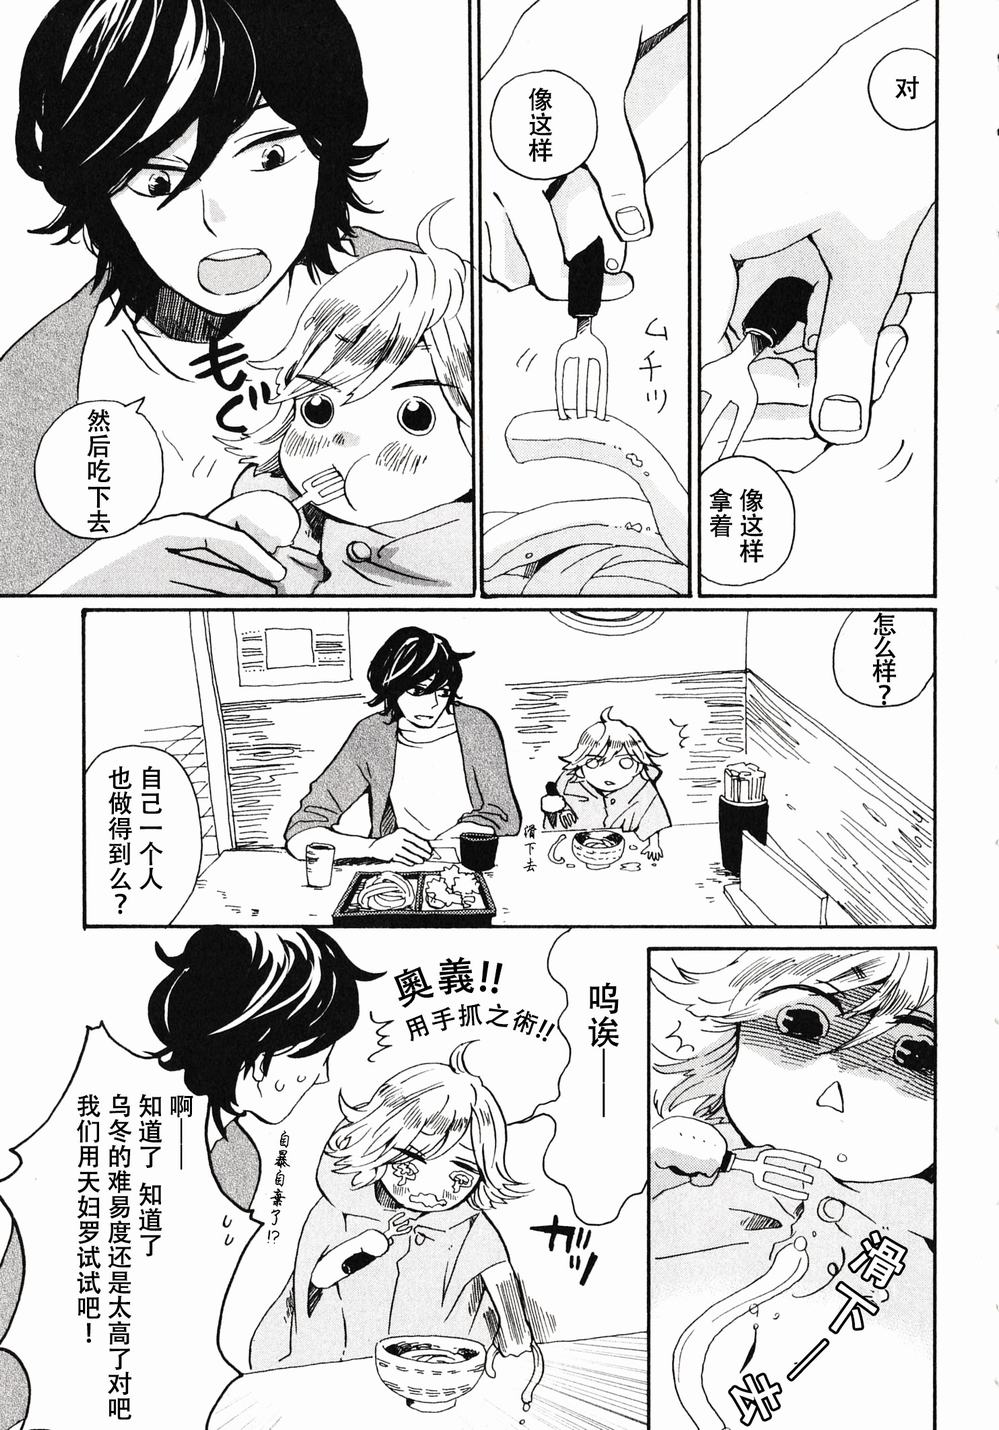 对
像这样
拿着
像这样
ムチッ
もぐ
然后吃下去
怎么样？
滑下去
自己一个人
也做得到么？
滑下—去
呜诶——
奥義!!
用手抓之術!!
ガッ
自暴自棄了!?
啊——
知道了 知道了
乌冬的难易度还是太高了对吧
我们用天妇罗试试吧！